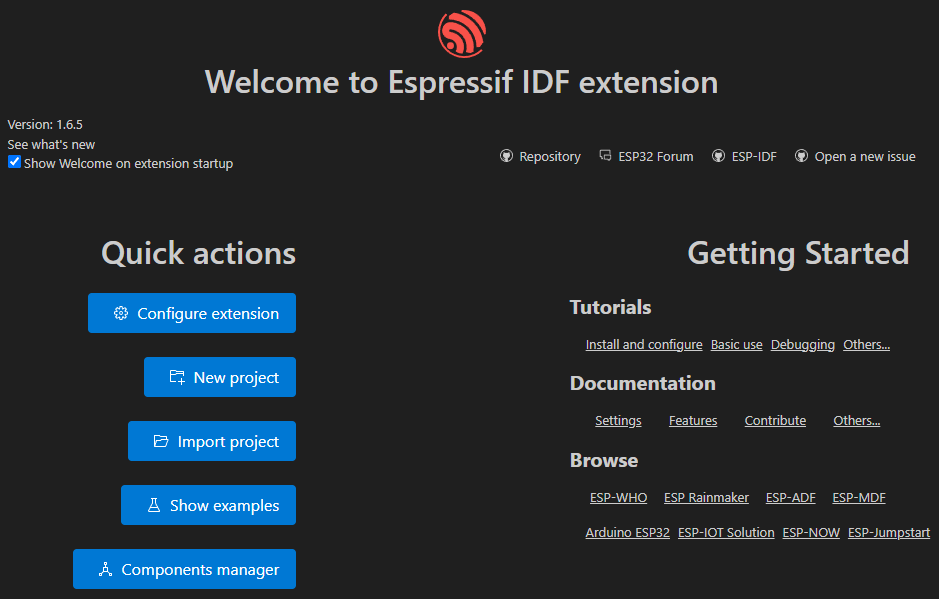 Welcome to Espressif IDF extension
Version: 1.6.5
See what's new
Show Welcome on extension startup
Repository ESP32 Forum ESP-IDF Open a new issue
Quick actions
Configure extension
New project
Import project
Show examples
Components manager
Getting Started
Tutorials
Install and configure Basic use Debugging Others...
Documentation
Settings Features Contribute Others...
Browse
ESP-WHO ESP Rainmaker ESP-ADF ESP-MDF
Arduino ESP32 ESP-IOT Solution ESP-NOW ESP-Jumpstart